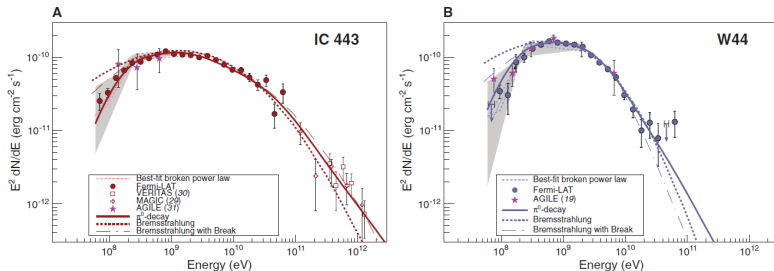 A
IC 443
E² dN/dE (erg cm⁻² s⁻¹)
10⁻¹⁰
10⁻¹¹
10⁻¹²
Best-fit broken power law
Fermi-LAT
VERITAS (30)
MAGIC (29)
AGILE (31)
π⁰-decay
Bremsstrahlung
Bremsstrahlung with Break
10⁸ 10⁹ 10¹⁰ 10¹¹ 10¹²
Energy (eV)
B
W44
E² dN/dE (erg cm⁻² s⁻¹)
10⁻¹⁰
10⁻¹¹
10⁻¹²
Best-fit broken power law
Fermi-LAT
AGILE (19)
π⁰-decay
Bremsstrahlung
Bremsstrahlung with Break
10⁸ 10⁹ 10¹⁰ 10¹¹ 10¹²
Energy (eV)